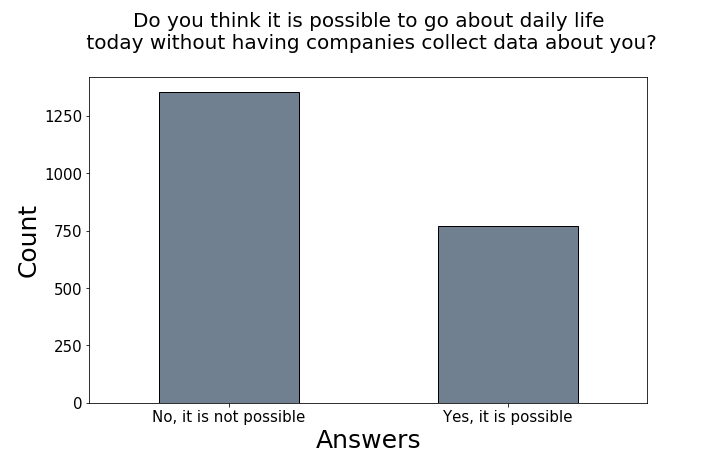 Do you think it is possible to go about daily life
today without having companies collect data about you?
1250
1000
750
500
250
0
Count
No, it is not possible
Yes, it is possible
Answers